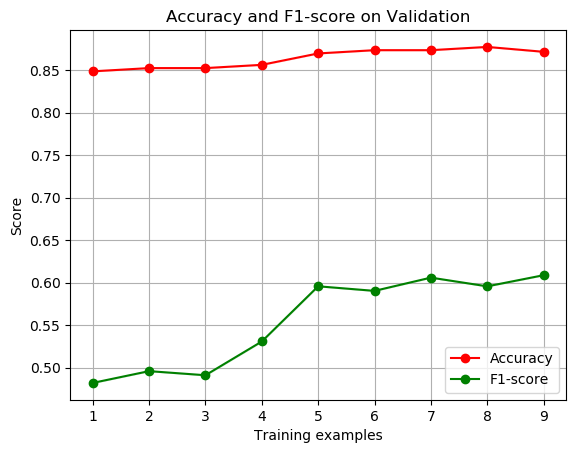 Accuracy and F1-score on Validation
Score
0.85
0.80
0.75
0.70
0.65
0.60
0.55
0.50
1 2 3 4 5 6 7 8 9
Training examples
Accuracy
F1-score